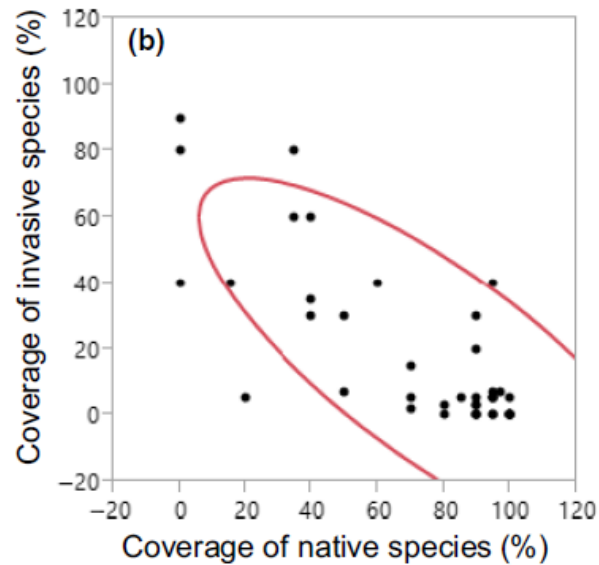 (b)
Coverage of invasive species (%)
120
100
80
60
40
20
0
−20
−20 0 20 40 60 80 100 120
Coverage of native species (%)